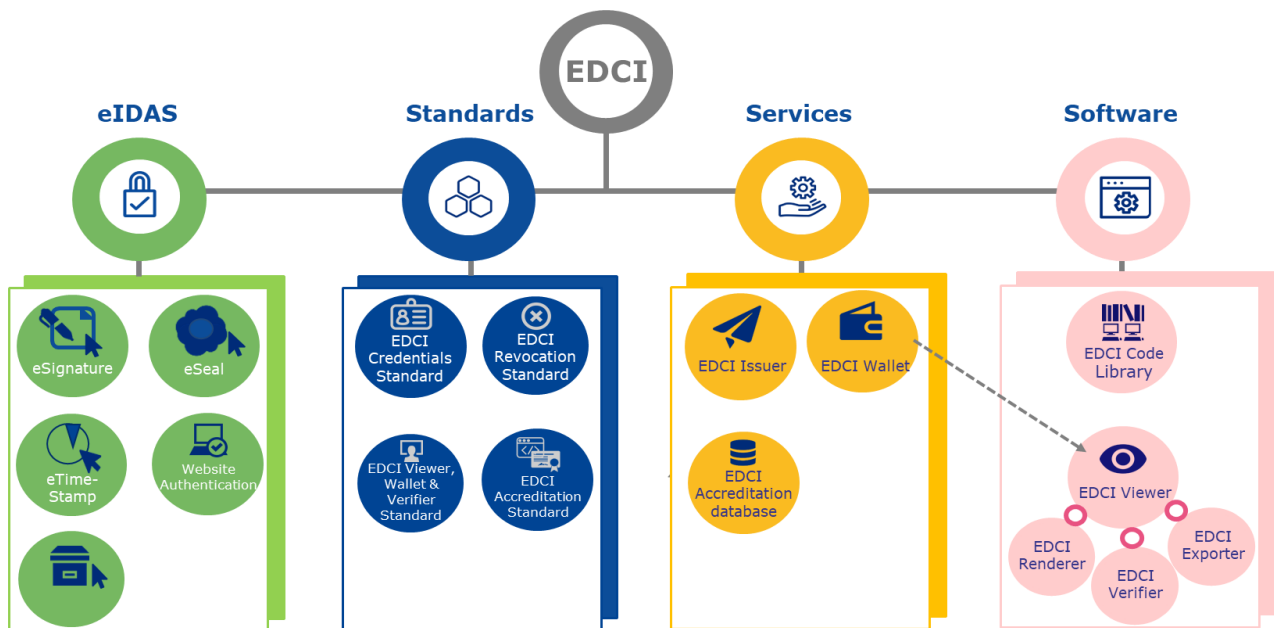 EDCI
eIDAS
Standards
Services
Software
eSignature
eSeal
eTime-
Stamp
Website
Authentication
EDCI
Credentials
Standard
EDCI
Revocation
Standard
EDCI Viewer,
Wallet &
Verifier
Standard
EDCI
Accreditation
Standard
EDCI Issuer
EDCI Wallet
EDCI
Accreditation
database
EDCI Code
Library
EDCI Viewer
EDCI
Renderer
EDCI
Verifier
EDCI
Exporter